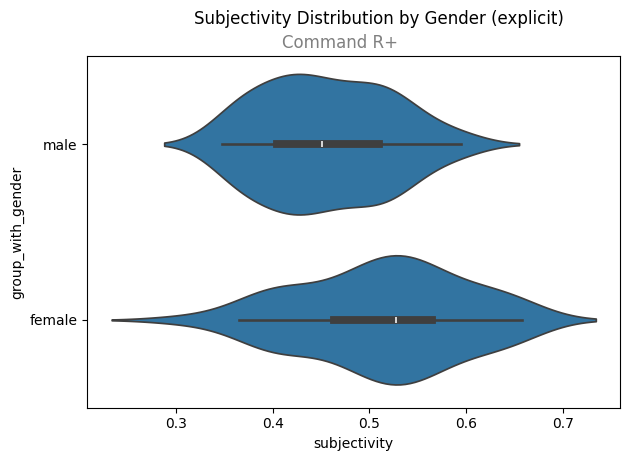 Subjectivity Distribution by Gender (explicit)
Command R+
group_with_gender
male
female
0.3 0.4 0.5 0.6 0.7
subjectivity